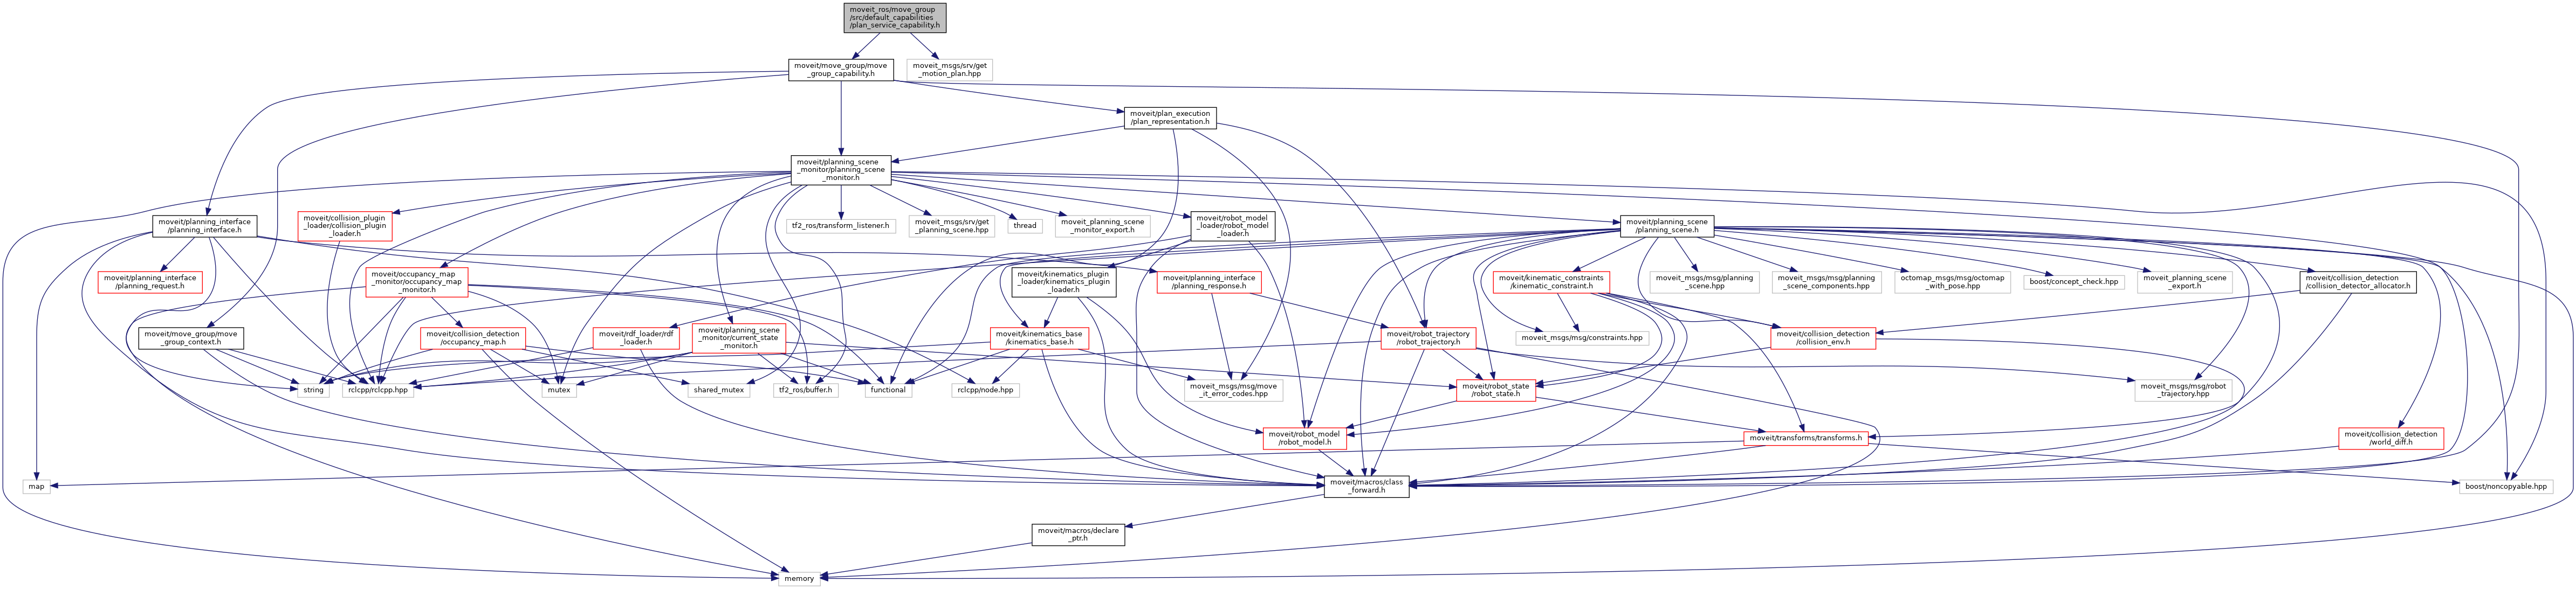 moveit_ros/move_group
/src/default_capabilities
/plan_service_capability.h
moveit/move_group/move
_group_capability.h
moveit_msgs/srv/get
_motion_plan.hpp
moveit/plan_execution
/plan_representation.h
moveit/planning_scene
_monitor/planning_scene
_monitor.h
moveit/planning_interface
/planning_interface.h
moveit/collision_plugin
_loader/collision_plugin
_loader.h
tf2_ros/transform_listener.h
moveit_msgs/srv/get
_planning_scene.hpp
thread
moveit_planning_scene
_monitor_export.h
moveit/robot_model
_loader/robot_model
_loader.h
moveit/planning_scene
/planning_scene.h
moveit/planning_interface
/planning_request.h
moveit/occupancy_map
_monitor/occupancy_map
_monitor.h
moveit/kinematics_plugin
_loader/kinematics_plugin
_loader.h
moveit/planning_interface
/planning_response.h
moveit/kinematic_constraints
/kinematic_constraint.h
moveit_msgs/msg/planning
_scene.hpp
moveit_msgs/msg/planning
_scene_components.hpp
octomap_msgs/msg/octomap
_with_pose.hpp
boost/concept_check.hpp
moveit_planning_scene
_export.h
moveit/collision_detection
/collision_detector_allocator.h
moveit/move_group/move
_group_context.h
moveit/collision_detection
/occupancy_map.h
moveit/rdf_loader/rdf
_loader.h
moveit/planning_scene
_monitor/current_state
_monitor.h
moveit/kinematics_base
/kinematics_base.h
moveit/robot_trajectory
/robot_trajectory.h
moveit_msgs/msg/constraints.hpp
moveit/collision_detection
/collision_env.h
string
rclcpp/rclcpp.hpp
mutex
shared_mutex
tf2_ros/buffer.h
functional
rclcpp/node.hpp
moveit_msgs/msg/move
_it_error_codes.hpp
moveit/robot_state
/robot_state.h
moveit_msgs/msg/robot
_trajectory.hpp
moveit/robot_model
/robot_model.h
moveit/transforms/transforms.h
moveit/collision_detection
/world_diff.h
map
moveit/macros/class
_forward.h
boost/noncopyable.hpp
moveit/macros/declare
_ptr.h
memory